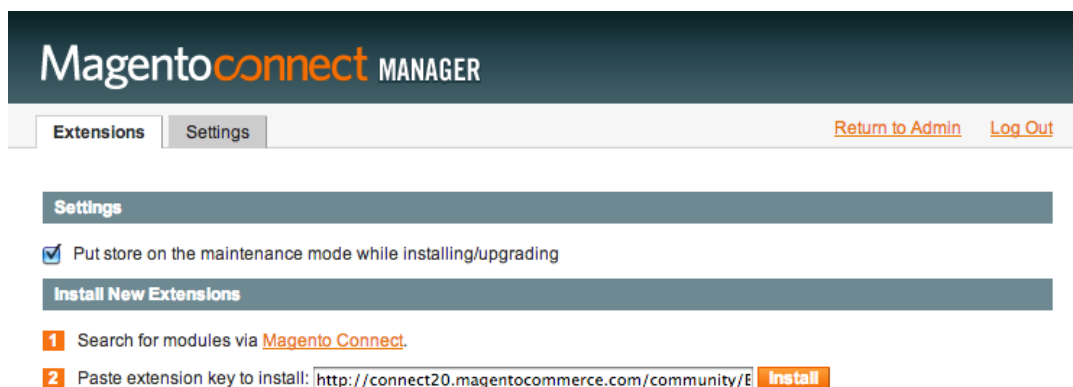 Magentoconnect MANAGER
Extensions Settings Return to Admin Log Out
Settings
Put store on the maintenance mode while installing/upgrading
Install New Extensions
1 Search for modules via Magento Connect.
2 Paste extension key to install: http://connect20.magentocommerce.com/community/E Install